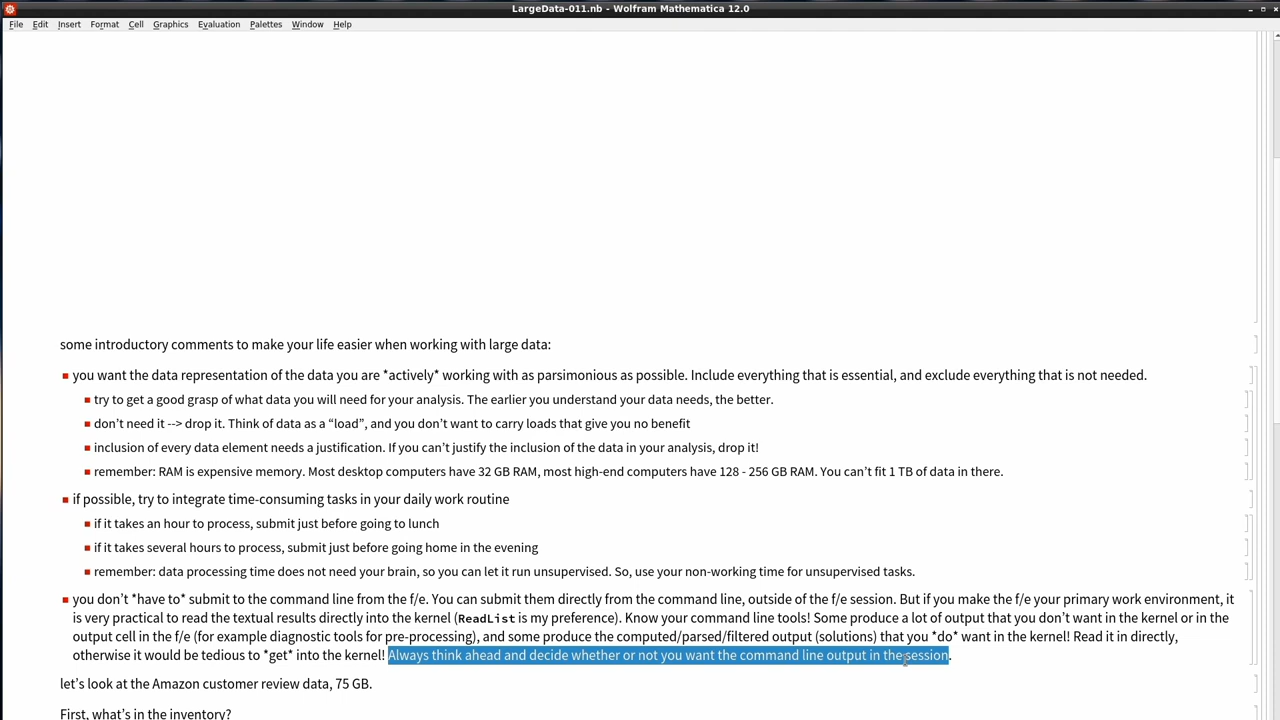 LargeData-011.nb - Wolfram Mathematica 12.0
File Edit Insert Format Cell Graphics Evaluation Palettes Window Help
some introductory comments to make your life easier when working with large data:
you want the data representation of the data you are *actively* working with as parsimonious as possible. Include everything that is essential, and exclude everything that is not needed.
try to get a good grasp of what data you will need for your analysis. The earlier you understand your data needs, the better.
don't need it --> drop it. Think of data as a “load”, and you don't want to carry loads that give you no benefit
inclusion of every data element needs a justification. If you can't justify the inclusion of the data in your analysis, drop it!
remember: RAM is expensive memory. Most desktop computers have 32 GB RAM, most high-end computers have 128 - 256 GB RAM. You can't fit 1 TB of data in there.
if possible, try to integrate time-consuming tasks in your daily work routine
if it takes an hour to process, submit just before going to lunch
if it takes several hours to process, submit just before going home in the evening
remember: data processing time does not need your brain, so you can let it run unsupervised. So, use your non-working time for unsupervised tasks.
you don't *have to* submit to the command line from the f/e. You can submit them directly from the command line, outside of the f/e session. But if you make the f/e your primary work environment, it
is very practical to read the textual results directly into the kernel (ReadList is my preference). Know your command line tools! Some produce a lot of output that you don't want in the kernel or in the
output cell in the f/e (for example diagnostic tools for pre-processing), and some produce the computed/parsed/filtered output (solutions) that you *do* want in the kernel! Read it in directly,
otherwise it would be tedious to *get* into the kernel! Always think ahead and decide whether or not you want the command line output in the session.
let's look at the Amazon customer review data, 75 GB.
First, what's in the inventory?